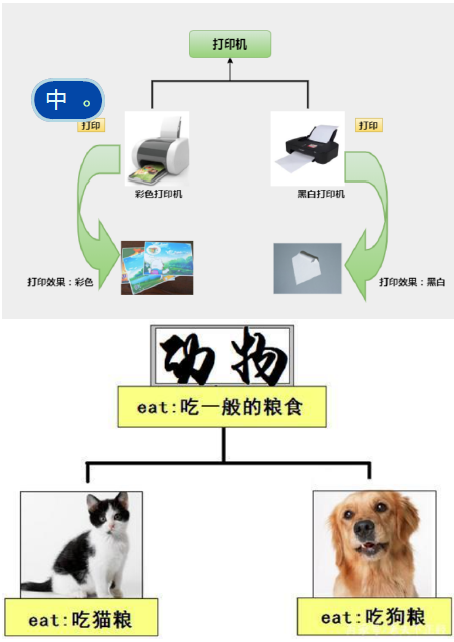 打印机
中 。
打印
打印
彩色打印机
黑白打印机
打印效果：彩色
打印效果：黑白
动物
eat:吃一般的粮食
eat:吃猫粮
eat:吃狗粮